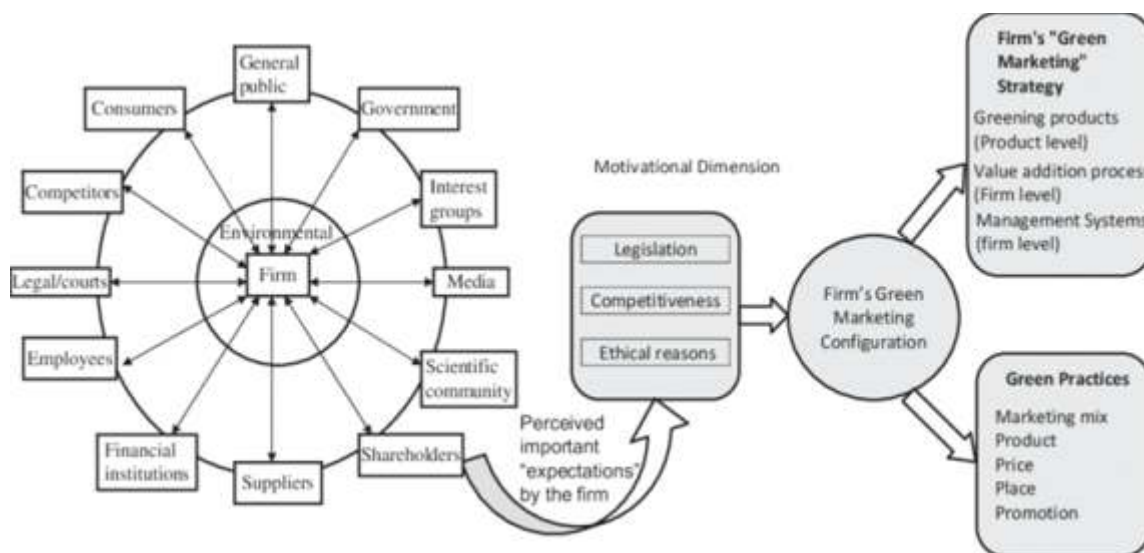 General
public
Consumers
Government
Competitors
Interest
groups
Environmental
Firm
Legal/courts
Media
Employees
Scientific
community
Financial
institutions
Suppliers
Shareholders
Perceived
important
"expectations"
by the firm
Motivational Dimension
Legislation
Competitiveness
Ethical reasons
Firm's Green
Marketing
Configuration
Firm's "Green
Marketing"
Strategy
Greening products
(Product level)
Value addition process
(Firm level)
Management Systems
(firm level)
Green Practices
Marketing mix
Product
Price
Place
Promotion